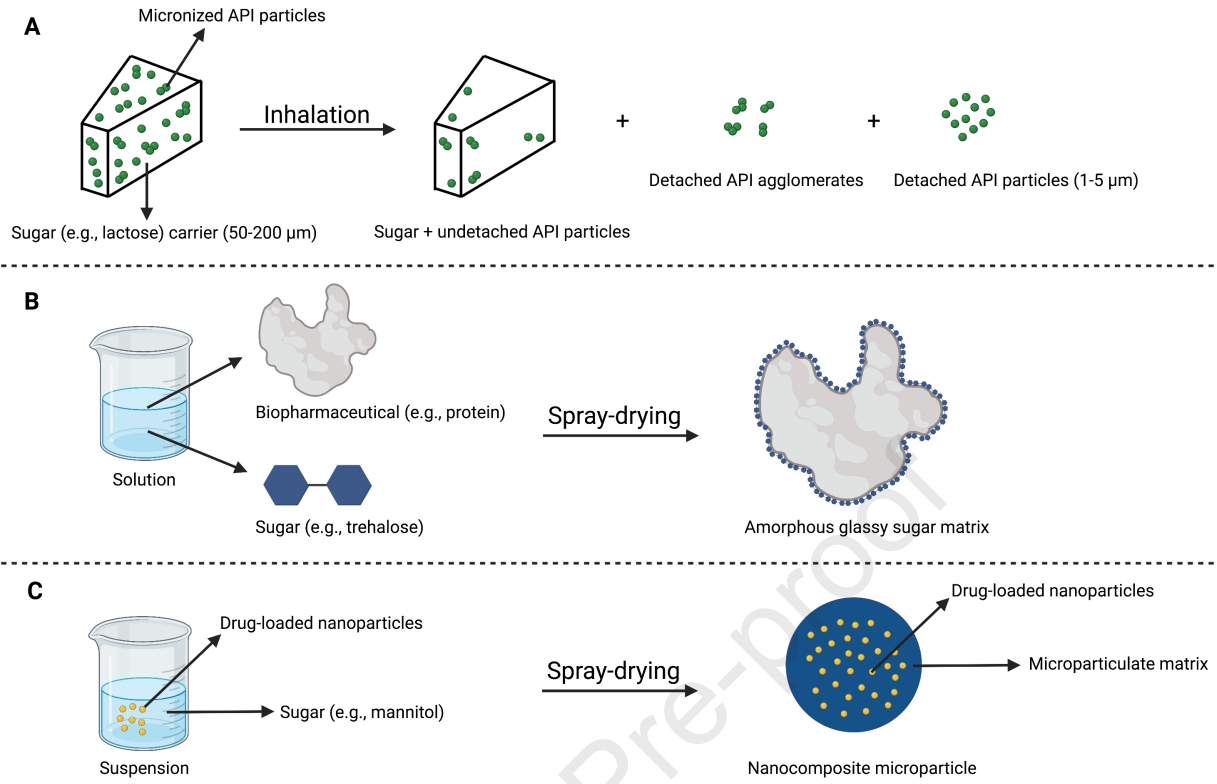 A
Micronized API particles
Inhalation
+
+
Detached API agglomerates
Detached API particles (1-5 µm)
Sugar (e.g., lactose) carrier (50-200 µm)
Sugar + undetached API particles
B
Biopharmaceutical (e.g., protein)
Spray-drying
Solution
Sugar (e.g., trehalose)
Amorphous glassy sugar matrix
C
Drug-loaded nanoparticles
Drug-loaded nanoparticles
Spray-drying
Microparticulate matrix
Sugar (e.g., mannitol)
Suspension
Nanocomposite microparticle
Pre-proof